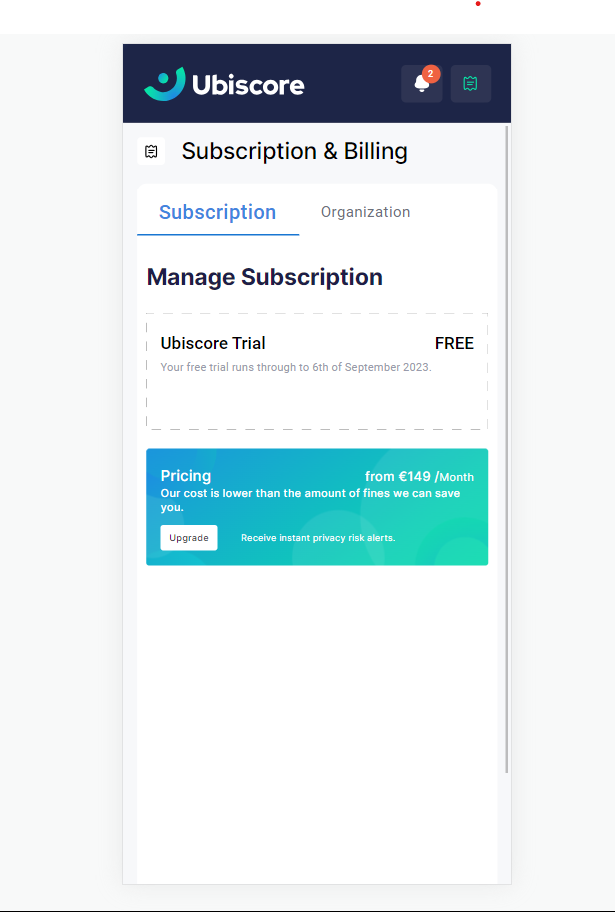 Ubiscore
2
Subscription & Billing
Subscription Organization
Manage Subscription
Ubiscore Trial FREE
Your free trial runs through to 6th of September 2023.
Pricing from €149 /Month
Our cost is lower than the amount of fines we can save
you.
Upgrade Receive instant privacy risk alerts.